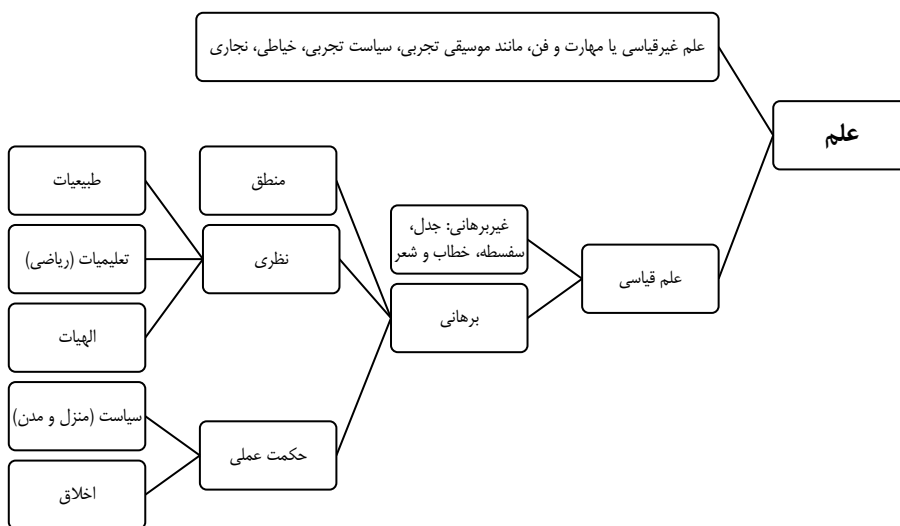 علم غیرقیاسی یا مهارت و فن، مانند موسیقی تجربی، سیاست تجربی، خیاطی، نجاری
علم
علم قیاسی
غیربرهانی: جدل،
سفسطه، خطاب و شعر
برهانی
منطق
نظری
حکمت عملی
طبیعیات
تعلیمیات (ریاضی)
الهیات
سیاست (منزل و مدن)
اخلاق